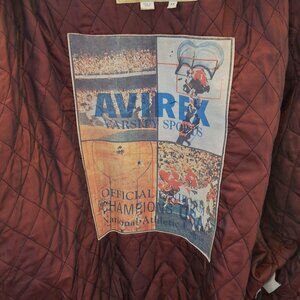 AVIREX
VARSITY SPORTS
OFFICIAL
CHAMPIONS
National Athletic